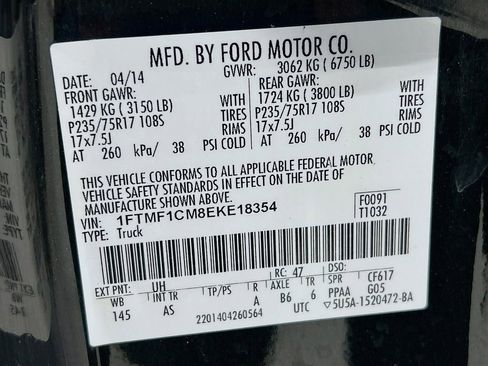 MFD. BY FORD MOTOR CO.
DATE: 04/14 GVWR: 3062 KG ( 6750 LB)
FRONT GAWR: REAR GAWR:
1429 KG ( 3150 LB) WITH 1724 KG ( 3800 LB) WITH
P235/75R17 108S TIRES P235/75R17 108S TIRES
17x7.5J RIMS 17x7.5J RIMS
AT 260 kPa/ 38 PSI COLD AT 260 kPa/ 38 PSI COLD
THIS VEHICLE CONFORMS TO ALL APPLICABLE FEDERAL MOTOR
VEHICLE SAFETY STANDARDS IN EFFECT ON THE DATE OF
MANUFACTURE SHOWN ABOVE.
VIN: 1FTMF1CM8EKE18354 F0091
TYPE: Truck T1032
EXT PNT: UH RC: 47 DSO:
WB INT TR TP/PS R AXLE TR SPR CF617
145 AS A B6 6 PPAA G05
2201404260564 UTC ▽5U5A-1520472-BA